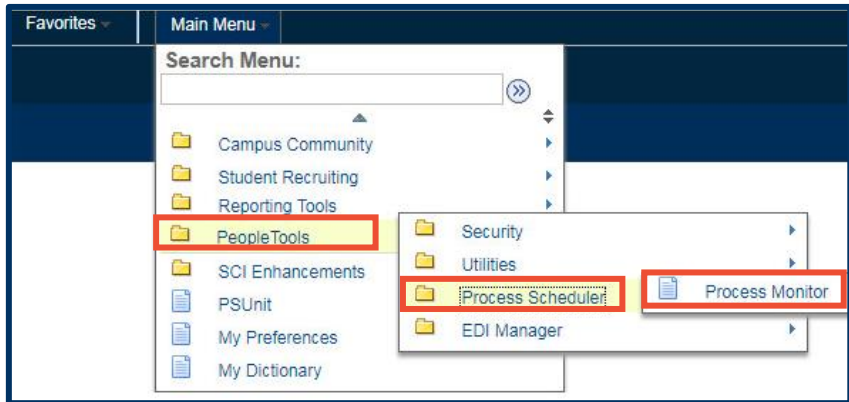 Favorites
Main Menu
Search Menu:
Campus Community
Student Recruiting
Reporting Tools
PeopleTools
SCI Enhancements
PSUnit
My Preferences
My Dictionary
Security
Utilities
Process Scheduler
EDI Manager
Process Monitor